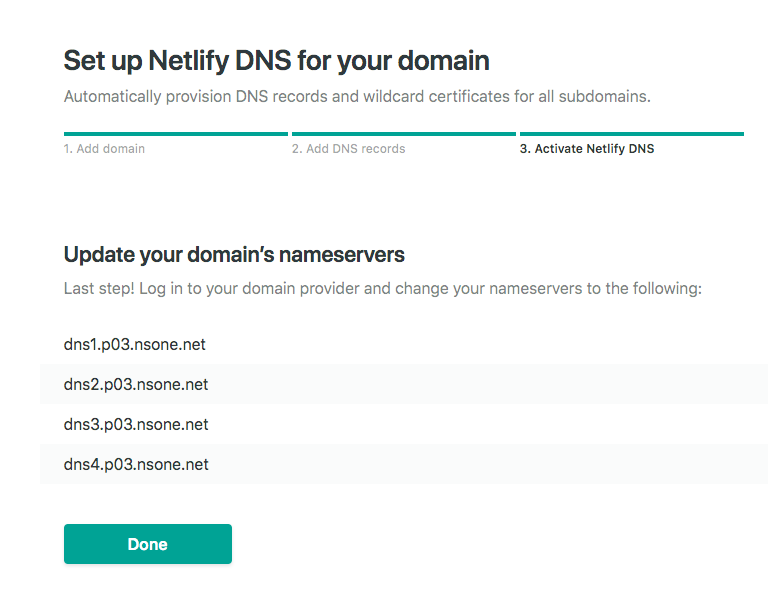 Set up Netlify DNS for your domain
Automatically provision DNS records and wildcard certificates for all subdomains.
1. Add domain
2. Add DNS records
3. Activate Netlify DNS
Update your domain’s nameservers
Last step! Log in to your domain provider and change your nameservers to the following:
dns1.p03.nsone.net
dns2.p03.nsone.net
dns3.p03.nsone.net
dns4.p03.nsone.net
Done